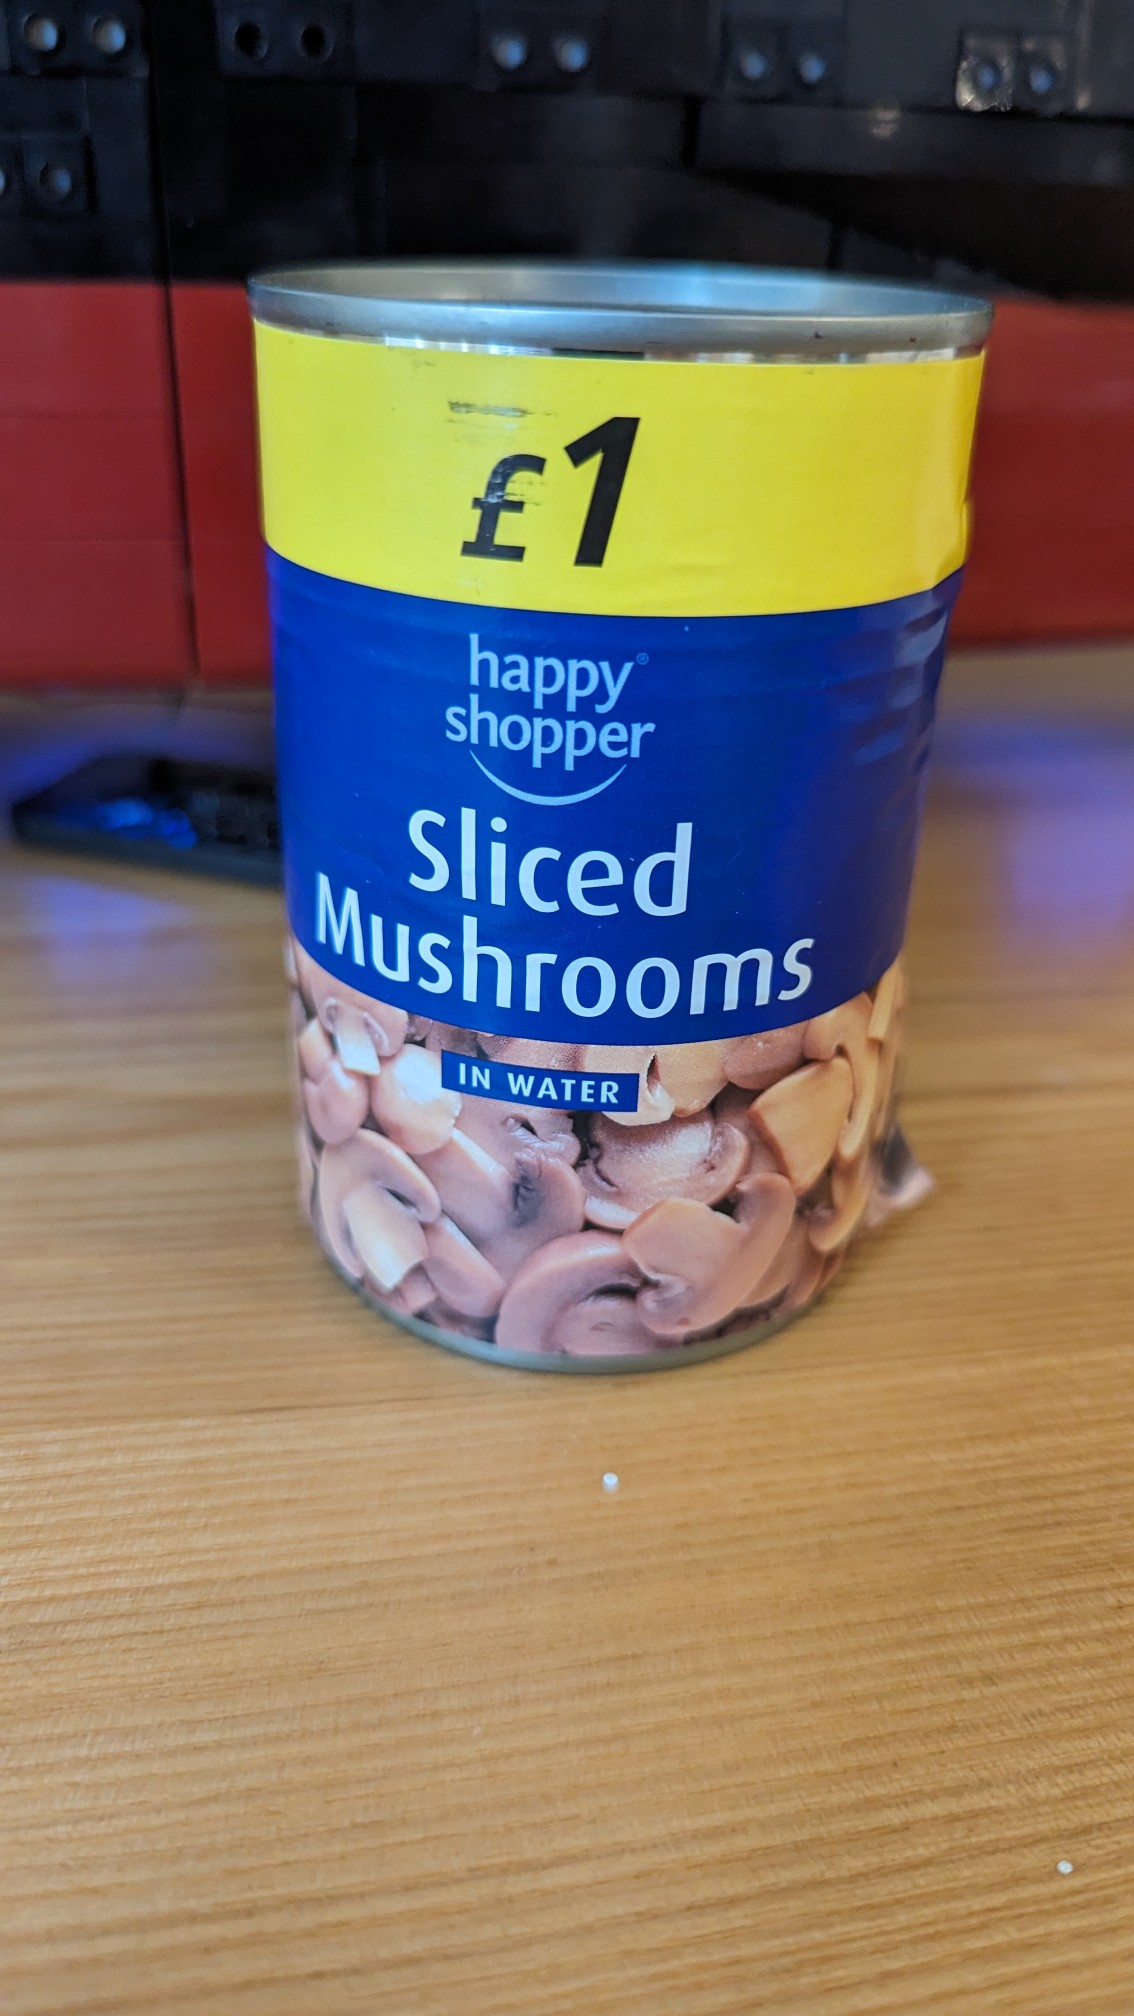 £1
happy®
shopper
Sliced
Mushrooms
IN WATER